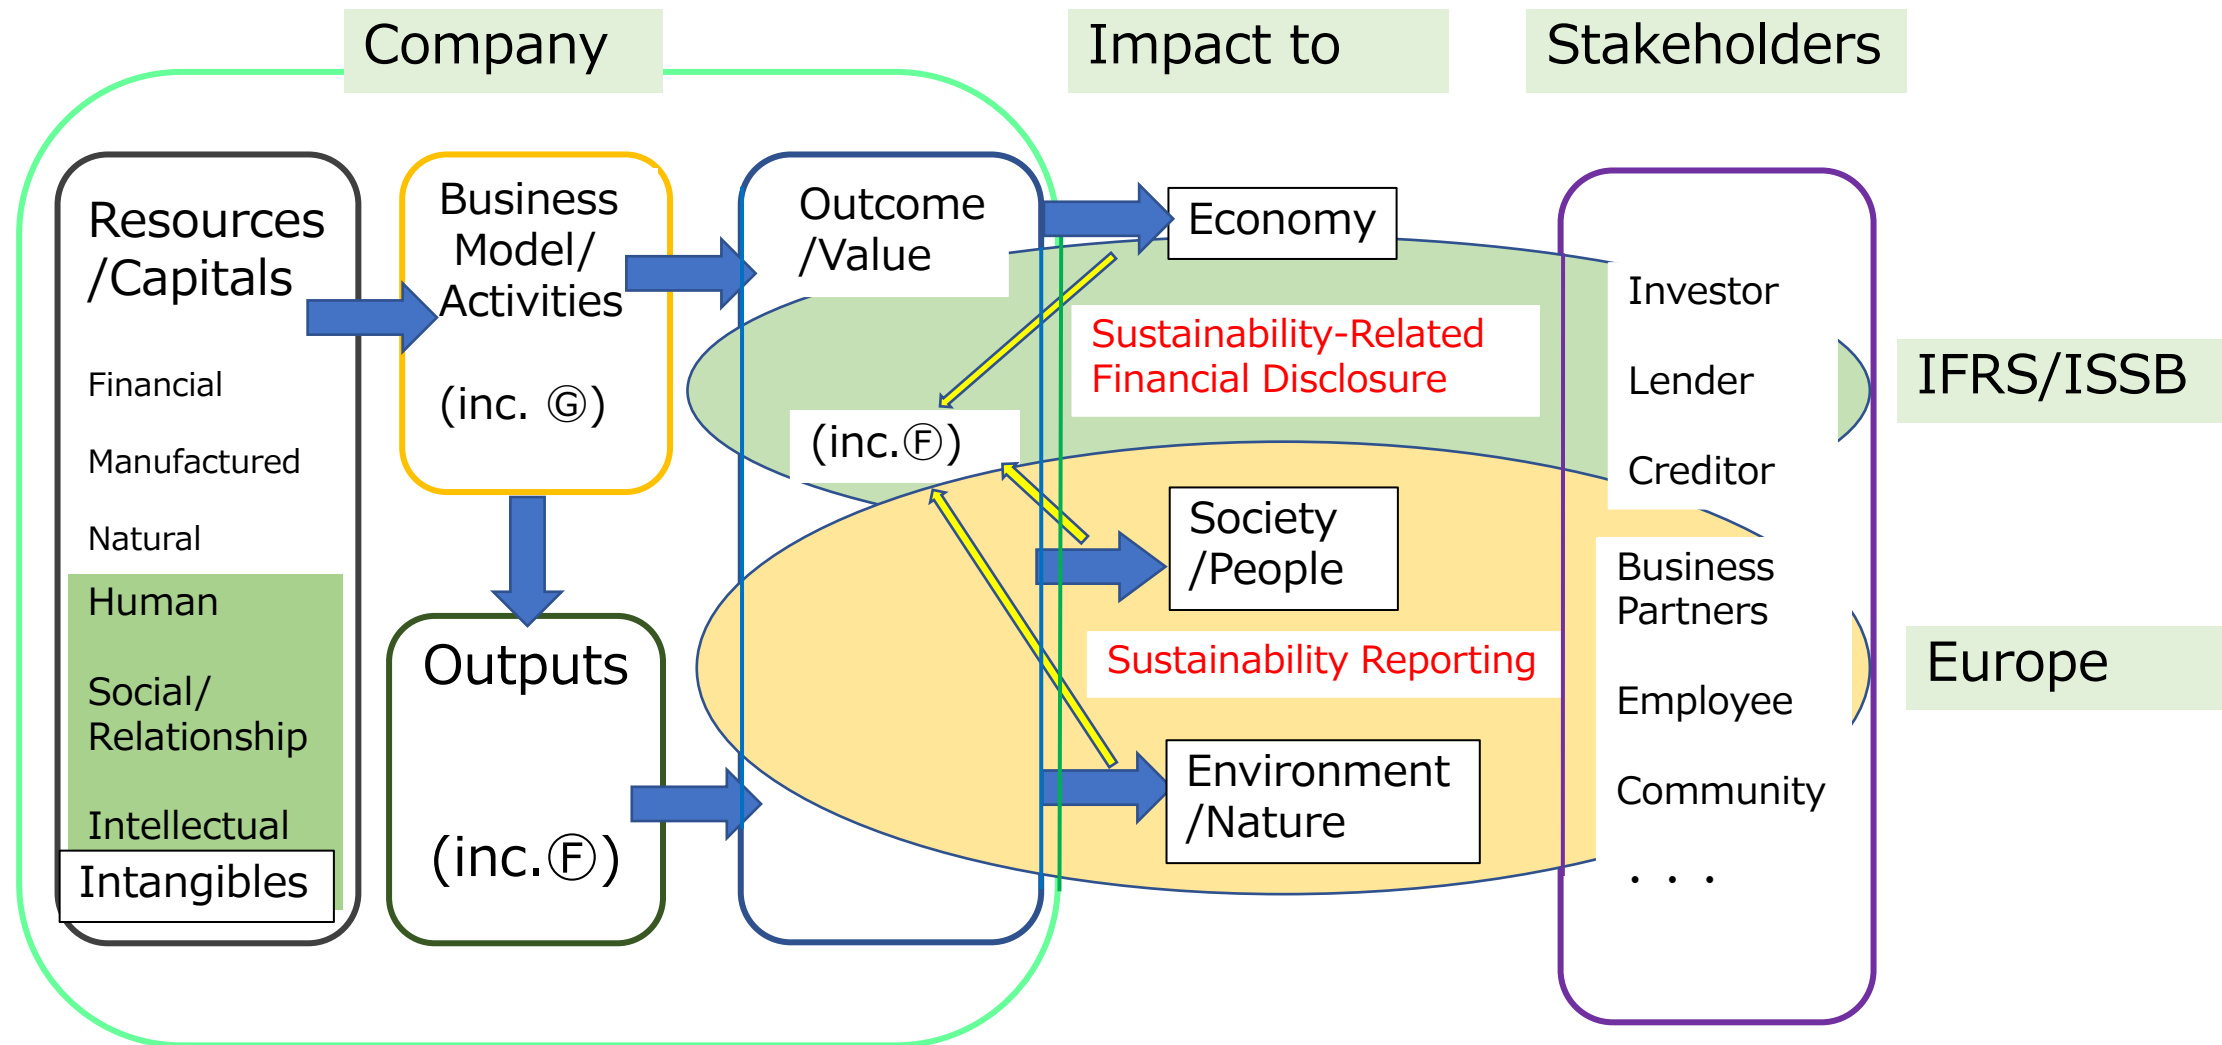 Company
Impact to
Stakeholders
Resources
/Capitals
Financial
Manufactured
Natural
Human
Social/
Relationship
Intellectual
Intangibles
Business
Model/
Activities
(inc. Ⓖ)
Outputs
(inc.Ⓕ)
Outcome
/Value
(inc.Ⓕ)
Economy
Sustainability-Related
Financial Disclosure
Society
/People
Sustainability Reporting
Environment
/Nature
Investor
Lender
Creditor
Business
Partners
Employee
Community
・・・
IFRS/ISSB
Europe